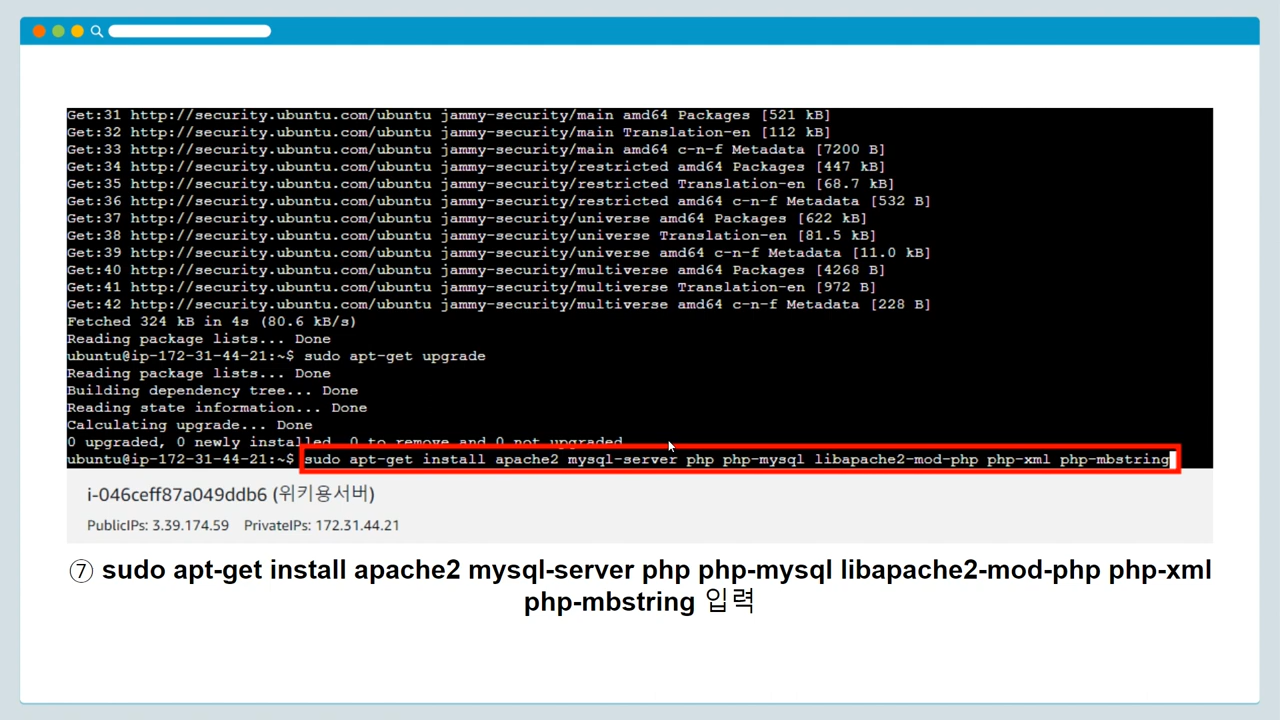 Get:31 http://security.ubuntu.com/ubuntu jammy-security/main amd64 Packages [521 kB]
Get:32 http://security.ubuntu.com/ubuntu jammy-security/main Translation-en [112 kB]
Get:33 http://security.ubuntu.com/ubuntu jammy-security/main amd64 c-n-f Metadata [7200 B]
Get:34 http://security.ubuntu.com/ubuntu jammy-security/restricted amd64 Packages [447 kB]
Get:35 http://security.ubuntu.com/ubuntu jammy-security/restricted Translation-en [68.7 kB]
Get:36 http://security.ubuntu.com/ubuntu jammy-security/restricted amd64 c-n-f Metadata [532 B]
Get:37 http://security.ubuntu.com/ubuntu jammy-security/universe amd64 Packages [622 kB]
Get:38 http://security.ubuntu.com/ubuntu jammy-security/universe Translation-en [81.5 kB]
Get:39 http://security.ubuntu.com/ubuntu jammy-security/universe amd64 c-n-f Metadata [11.0 kB]
Get:40 http://security.ubuntu.com/ubuntu jammy-security/multiverse amd64 Packages [4268 B]
Get:41 http://security.ubuntu.com/ubuntu jammy-security/multiverse Translation-en [972 B]
Get:42 http://security.ubuntu.com/ubuntu jammy-security/multiverse amd64 c-n-f Metadata [228 B]
Fetched 324 kB in 4s (80.6 kB/s)
Reading package lists... Done
ubuntu@ip-172-31-44-21:~$ sudo apt-get upgrade
Reading package lists... Done
Building dependency tree... Done
Reading state information... Done
Calculating upgrade... Done
0 upgraded, 0 newly installed, 0 to remove and 0 not upgraded.
ubuntu@ip-172-31-44-21:~$ sudo apt-get install apache2 mysql-server php php-mysql libapache2-mod-php php-xml php-mbstring
i-046ceff87a049ddb6 (위키용서버)
PublicIPs: 3.39.174.59 PrivateIPs: 172.31.44.21
⑦ sudo apt-get install apache2 mysql-server php php-mysql libapache2-mod-php php-xml
php-mbstring 입력